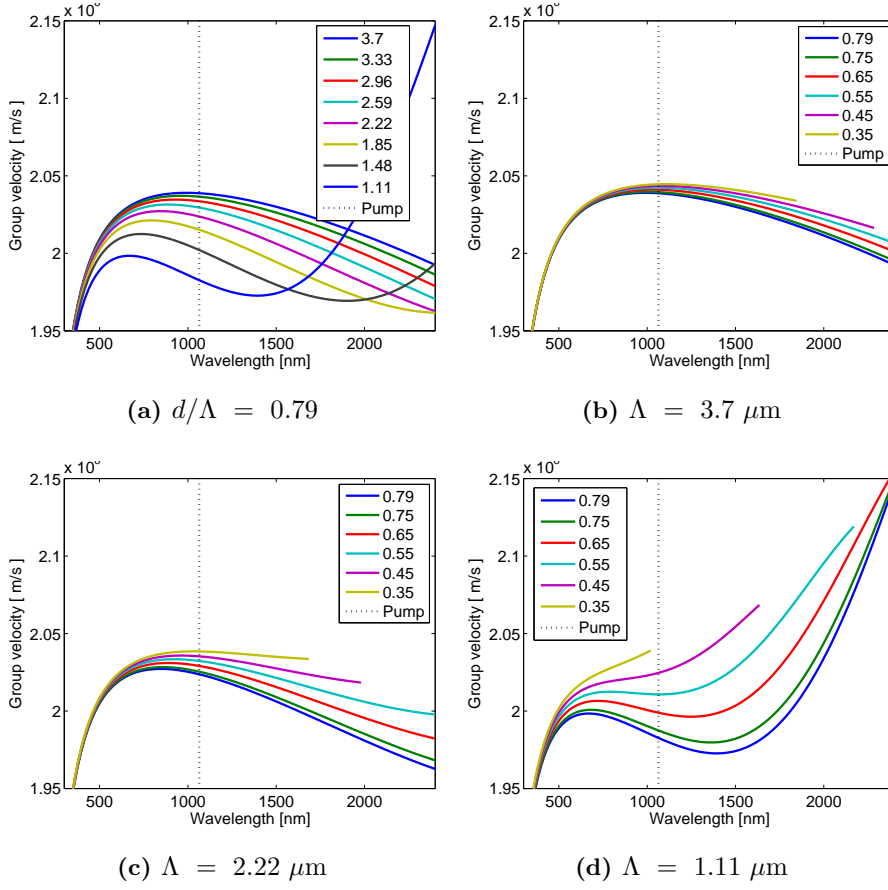 x 10
2.15
2.1
2.05
2
1.95
Group velocity [ m/s ]
500 1000 1500 2000
Wavelength [nm]
3.7
3.33
2.96
2.59
2.22
1.85
1.48
1.11
Pump
(a) d/Λ = 0.79
x 10
2.15
2.1
2.05
2
1.95
Group velocity [ m/s ]
500 1000 1500 2000
Wavelength [nm]
0.79
0.75
0.65
0.55
0.45
0.35
Pump
(b) Λ = 3.7 μm
x 10
2.15
2.1
2.05
2
1.95
Group velocity [ m/s ]
500 1000 1500 2000
Wavelength [nm]
0.79
0.75
0.65
0.55
0.45
0.35
Pump
(c) Λ = 2.22 μm
x 10
2.15
2.1
2.05
2
1.95
Group velocity [ m/s ]
500 1000 1500 2000
Wavelength [nm]
0.79
0.75
0.65
0.55
0.45
0.35
Pump
(d) Λ = 1.11 μm